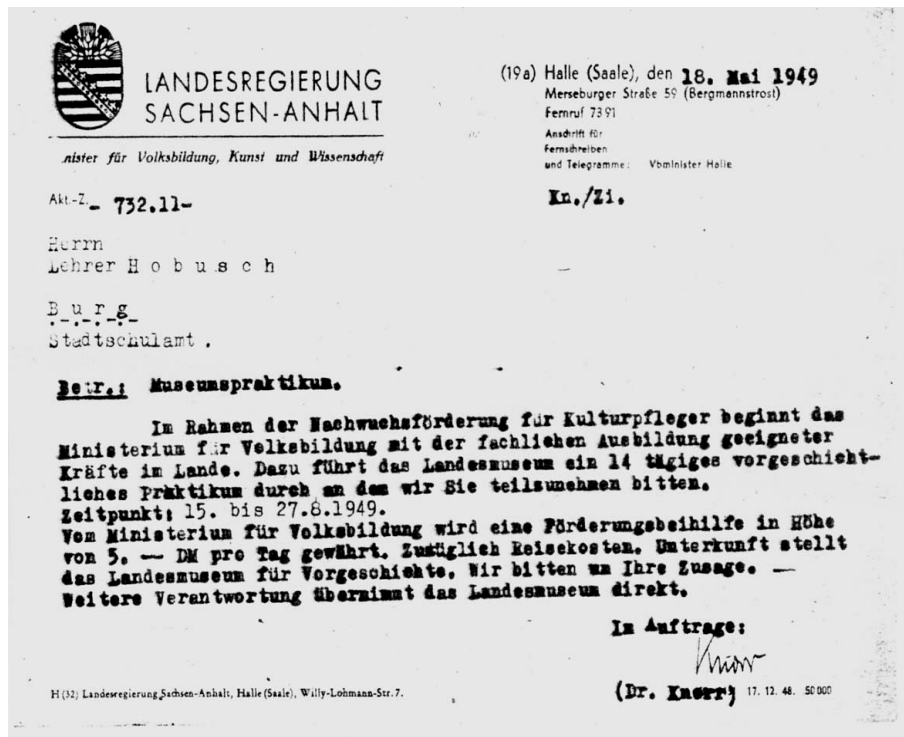 LANDESREGIERUNG
SACHSEN-ANHALT
nister für Volksbildung, Kunst und Wissenschaft
(19a) Halle (Saale), den 18. Mai 1949
Merseburger Straße 59 (Bergmannstrost)
Fernruf 7391
Anschrift für
Fernschreiben
und Telegramme: Vbminister Halle
Akt.-Z. - 732.11-
Kn./Zi.
Herrn
Lehrer H o b u s c h
B u r g
Stadtschulamt .
Betr.: Museumspraktikum.
Im Rahmen der Nachwuchsförderung für Kulturpfleger beginnt das
Ministerium für Volksbildung mit der fachlichen Ausbildung geeigneter
Kräfte im Lande. Dazu führt das Landesmuseum ein 14 tägiges vorgeschicht-
liches Praktikum durch an dem wir Sie teilzunehmen bitten.
Zeitpunkt: 15. bis 27.8.1949.
Vom Ministerium für Volksbildung wird eine Förderungsbeihilfe in Höhe
von 5. — DM pro Tag gewährt. Zuzüglich Reisekosten. Unterkunft stellt
das Landesmuseum für Vorgeschichte. Wir bitten um Ihre Zusage. —
Weitere Verantwortung übernimmt das Landesmuseum direkt.
Im Auftrage:
Knorr
(Dr. Knorr)
H (32) Landesregierung Sachsen-Anhalt, Halle (Saale), Willy-Lohmann-Str. 7.
17. 12. 48. 50 000